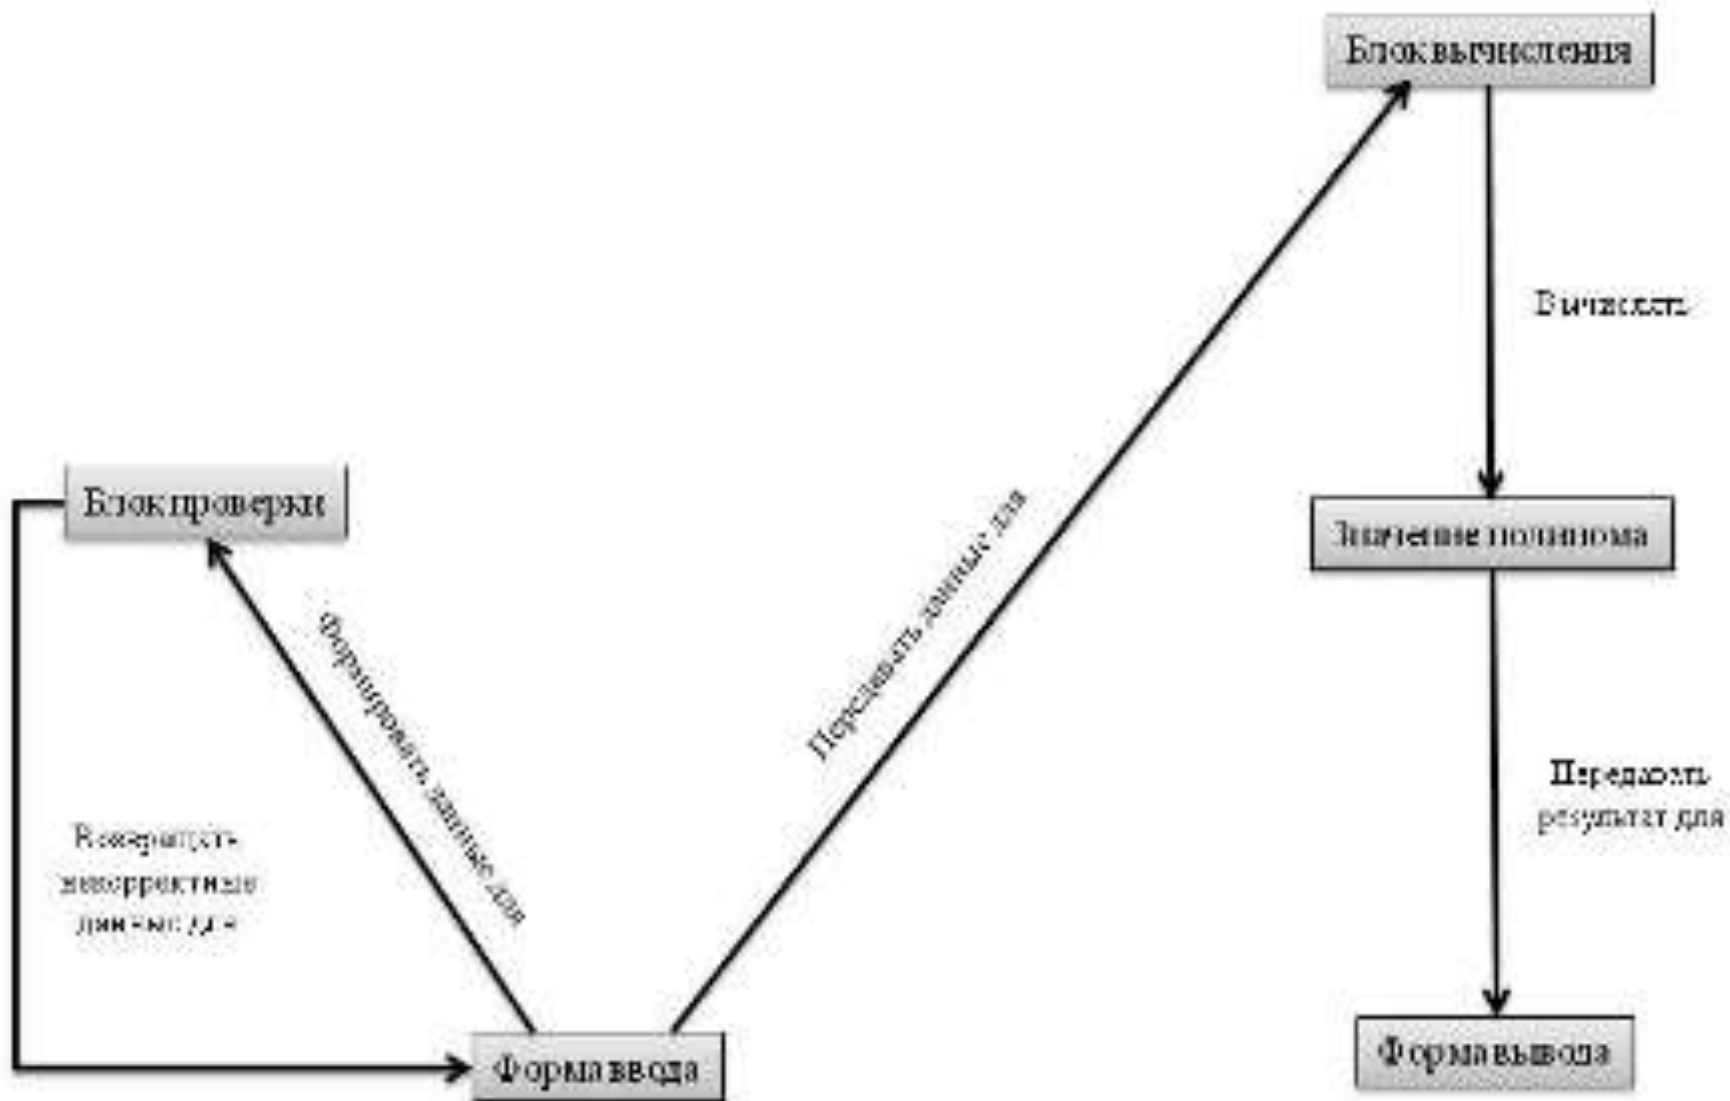 Блок вычисления
Вычислять
Блок проверки
Значение полинома
Формировать данные для
Передавать данные для
Передавать
результат для
Возвращать
некорректные
данные для
Форма ввода
Форма вывода